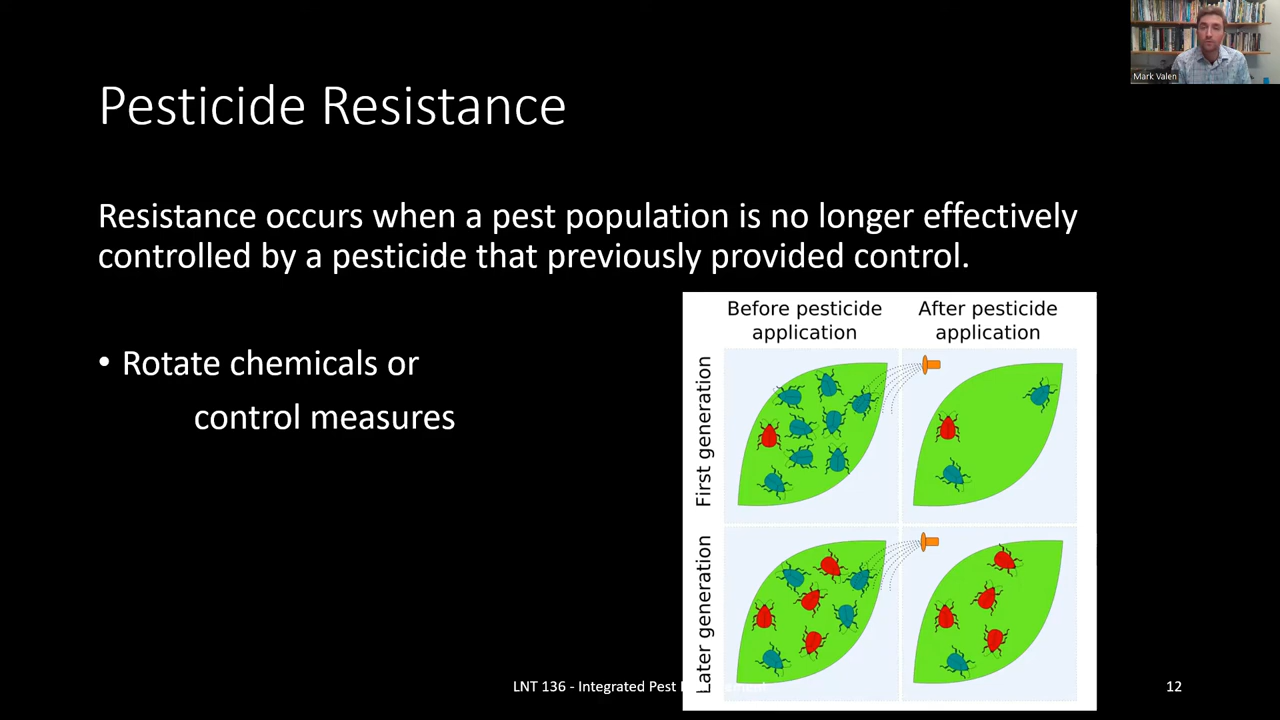 Mark Valen
Pesticide Resistance
Resistance occurs when a pest population is no longer effectively
controlled by a pesticide that previously provided control.
• Rotate chemicals or
control measures
Before pesticide
application
After pesticide
application
First generation
Later generation
LNT 136 - Integrated Pest
12